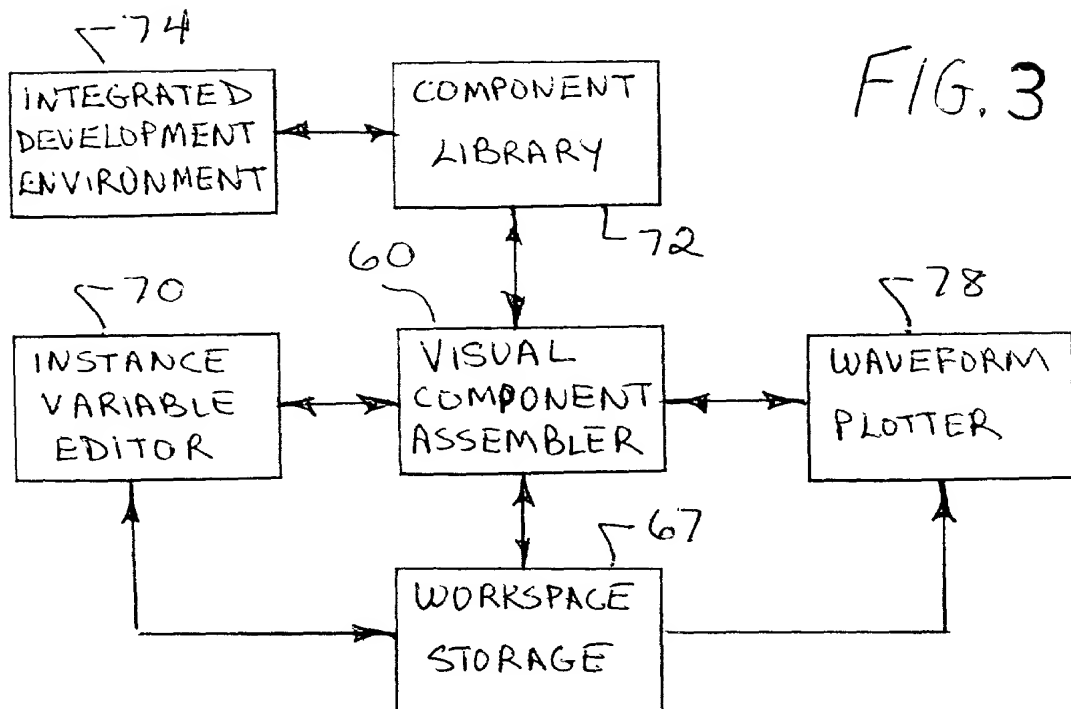 74
FIG. 3
INTEGRATED
DEVELOPMENT
ENVIRONMENT
COMPONENT
LIBRARY
72
60
70
78
INSTANCE
VARIABLE
EDITOR
VISUAL
COMPONENT
ASSEMBLER
WAVEFORM
PLOTTER
67
WORKSPACE
STORAGE